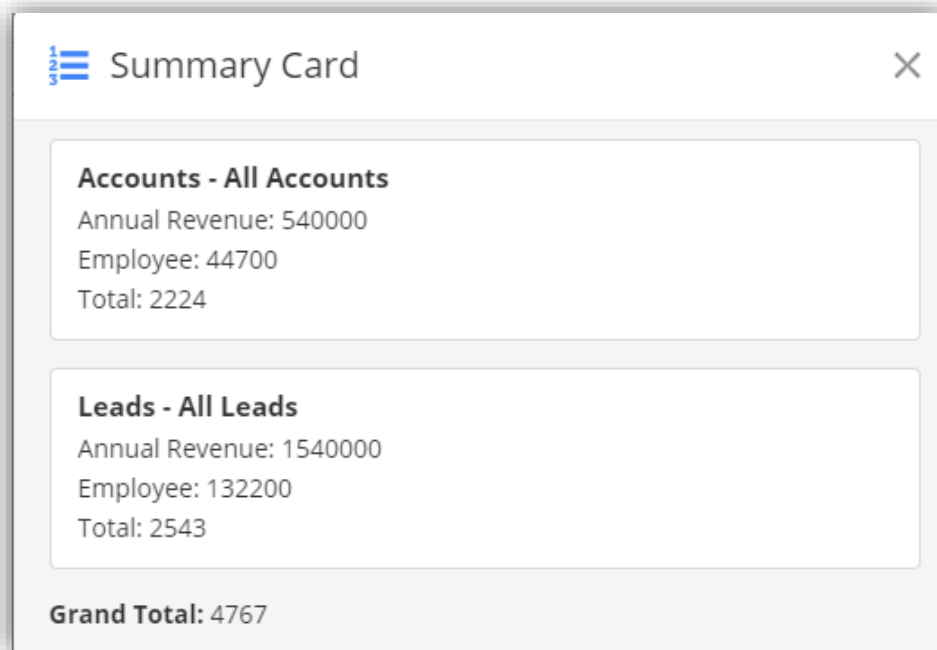 Summary Card
Accounts - All Accounts
Annual Revenue: 540000
Employee: 44700
Total: 2224
Leads - All Leads
Annual Revenue: 1540000
Employee: 132200
Total: 2543
Grand Total: 4767